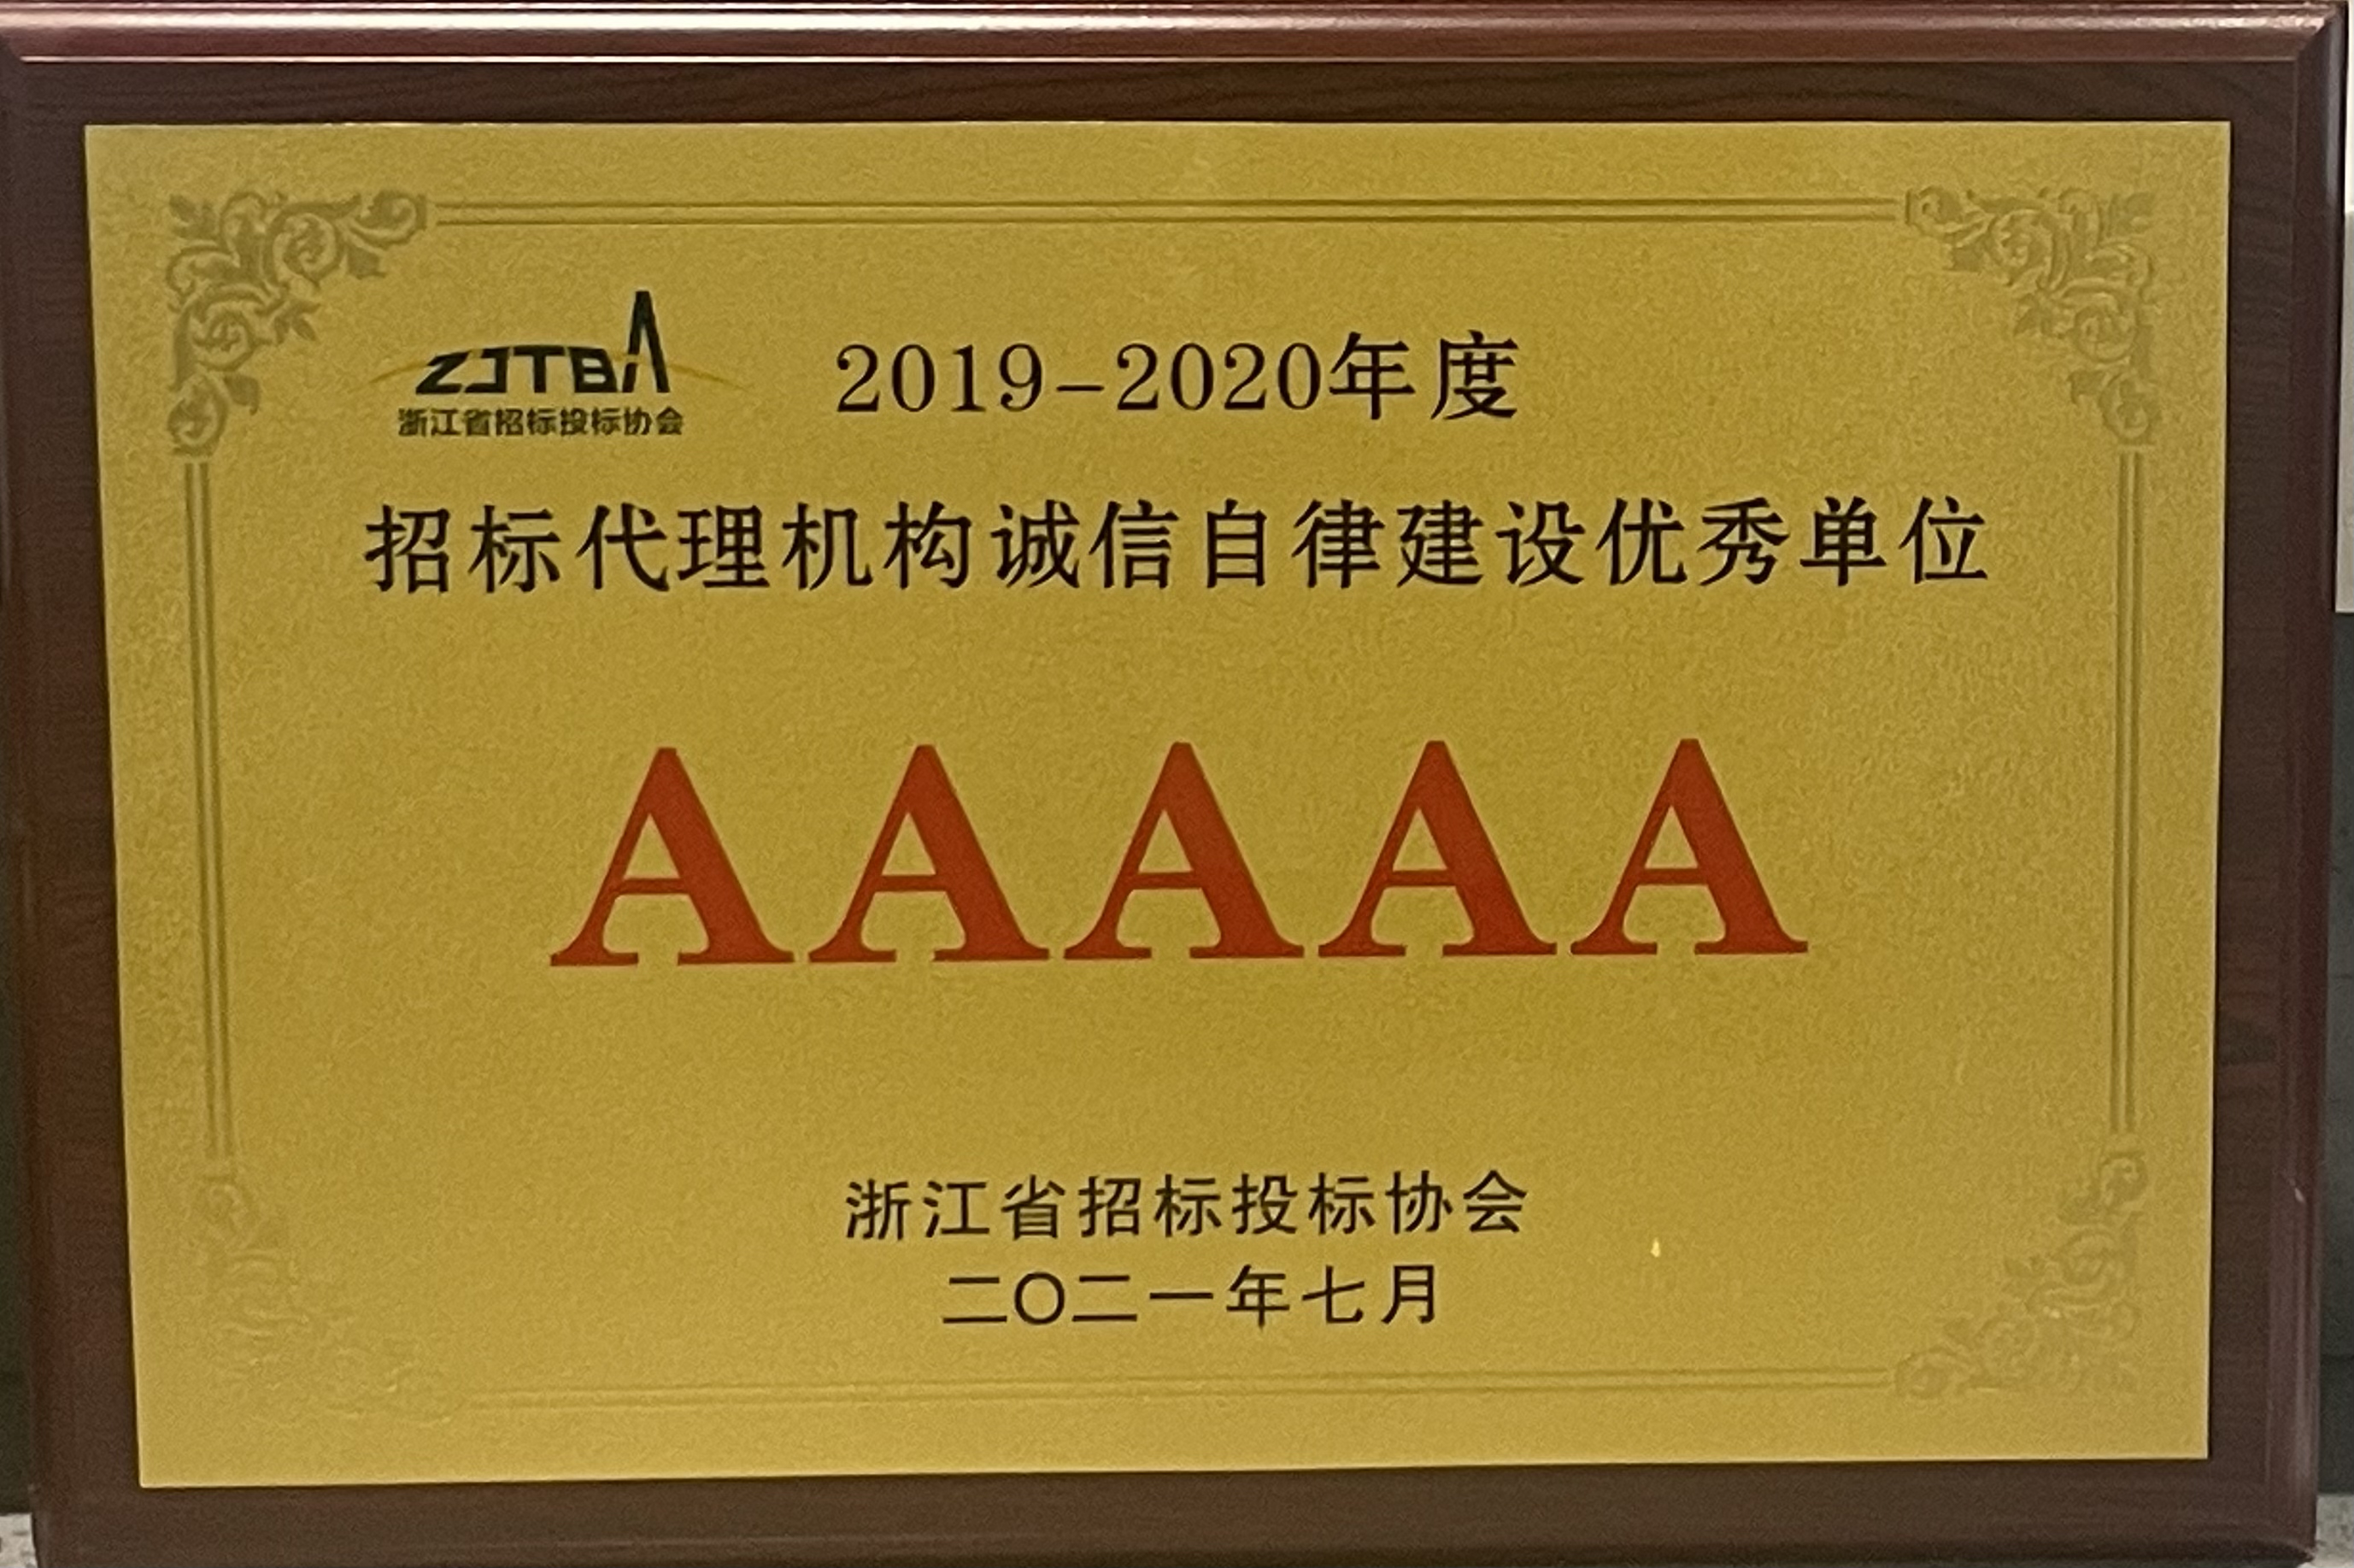 ZJTBA
浙江省招标投标协会
2019-2020年度
招标代理机构诚信自律建设优秀单位
AAAAA
浙江省招标投标协会
二〇二一年七月